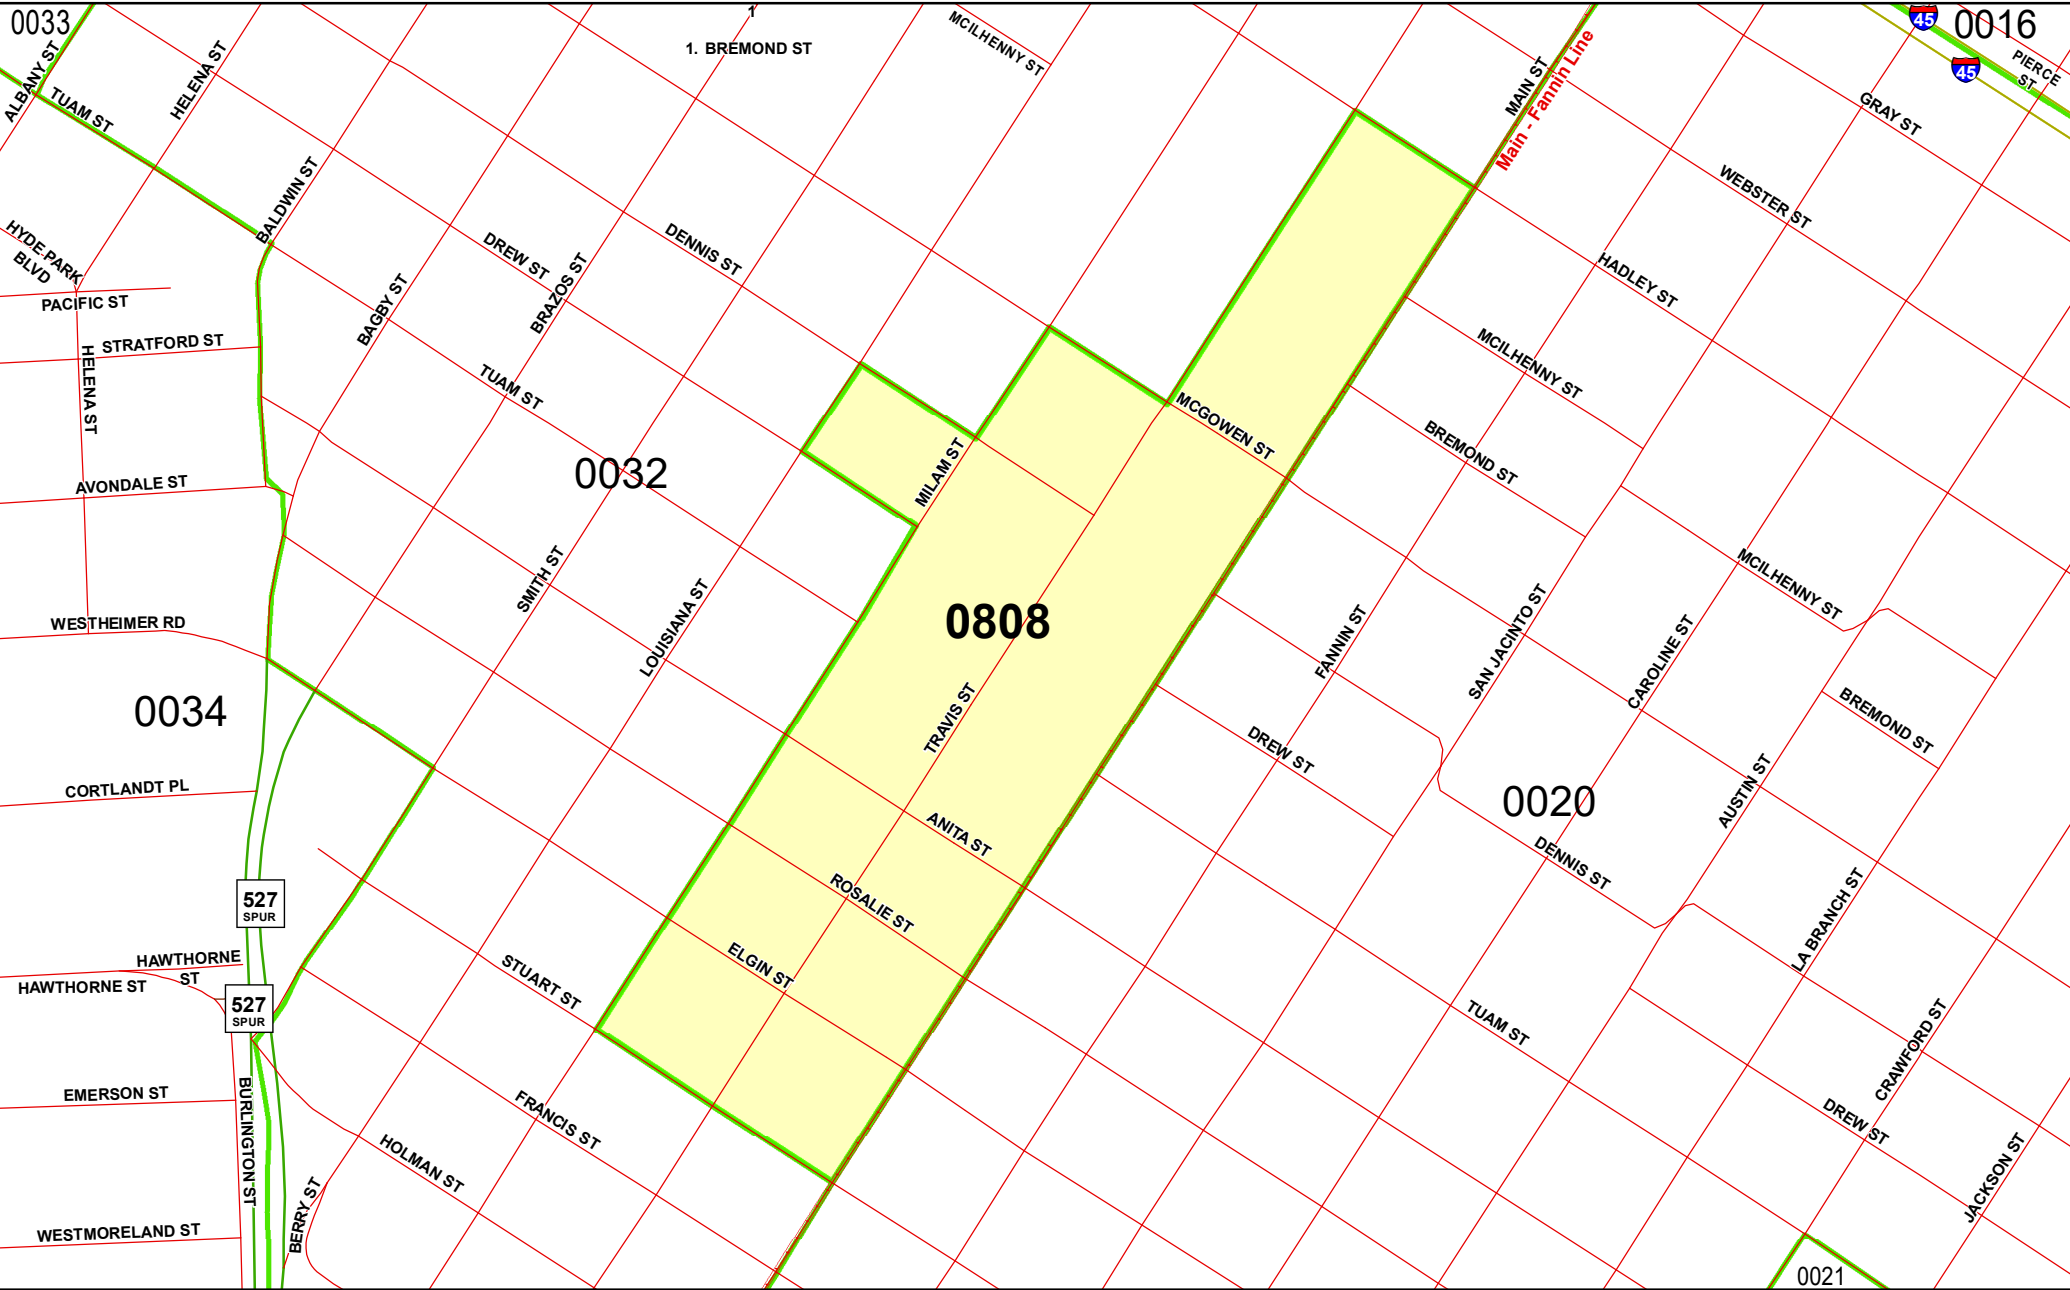 0033
1
1. BREMOND ST
MCILHENNY ST
MAIN ST
Main - Fannin Line
45
0016
45
PIERCE
ST
ALBANY ST
HELENA ST
TUAM ST
GRAY ST
BALDWIN ST
WEBSTER ST
HYDE PARK
BLVD
PACIFIC ST
DREW ST
DENNIS ST
BRAZOS ST
BAGBY ST
HADLEY ST
STRATFORD ST
HELENA ST
TUAM ST
MCILHENNY ST
MCGOWEN ST
BREMOND ST
0032
MILAM ST
AVONDALE ST
SMITH ST
LOUISIANA ST
0808
MCILHENNY ST
FANNIN ST
SAN JACINTO ST
CAROLINE ST
WESTHEIMER RD
0034
TRAVIS ST
DREW ST
BREMOND ST
AUSTIN ST
CORTLANDT PL
0020
ANITA ST
DENNIS ST
527
SPUR
ROSALIE ST
LA BRANCH ST
HAWTHORNE
ST
HAWTHORNE ST
527
SPUR
STUART ST
ELGIN ST
TUAM ST
CRAWFORD ST
EMERSON ST
BURLINGTON ST
FRANCIS ST
HOLMAN ST
DREW ST
JACKSON ST
BERRY ST
WESTMORELAND ST
0021